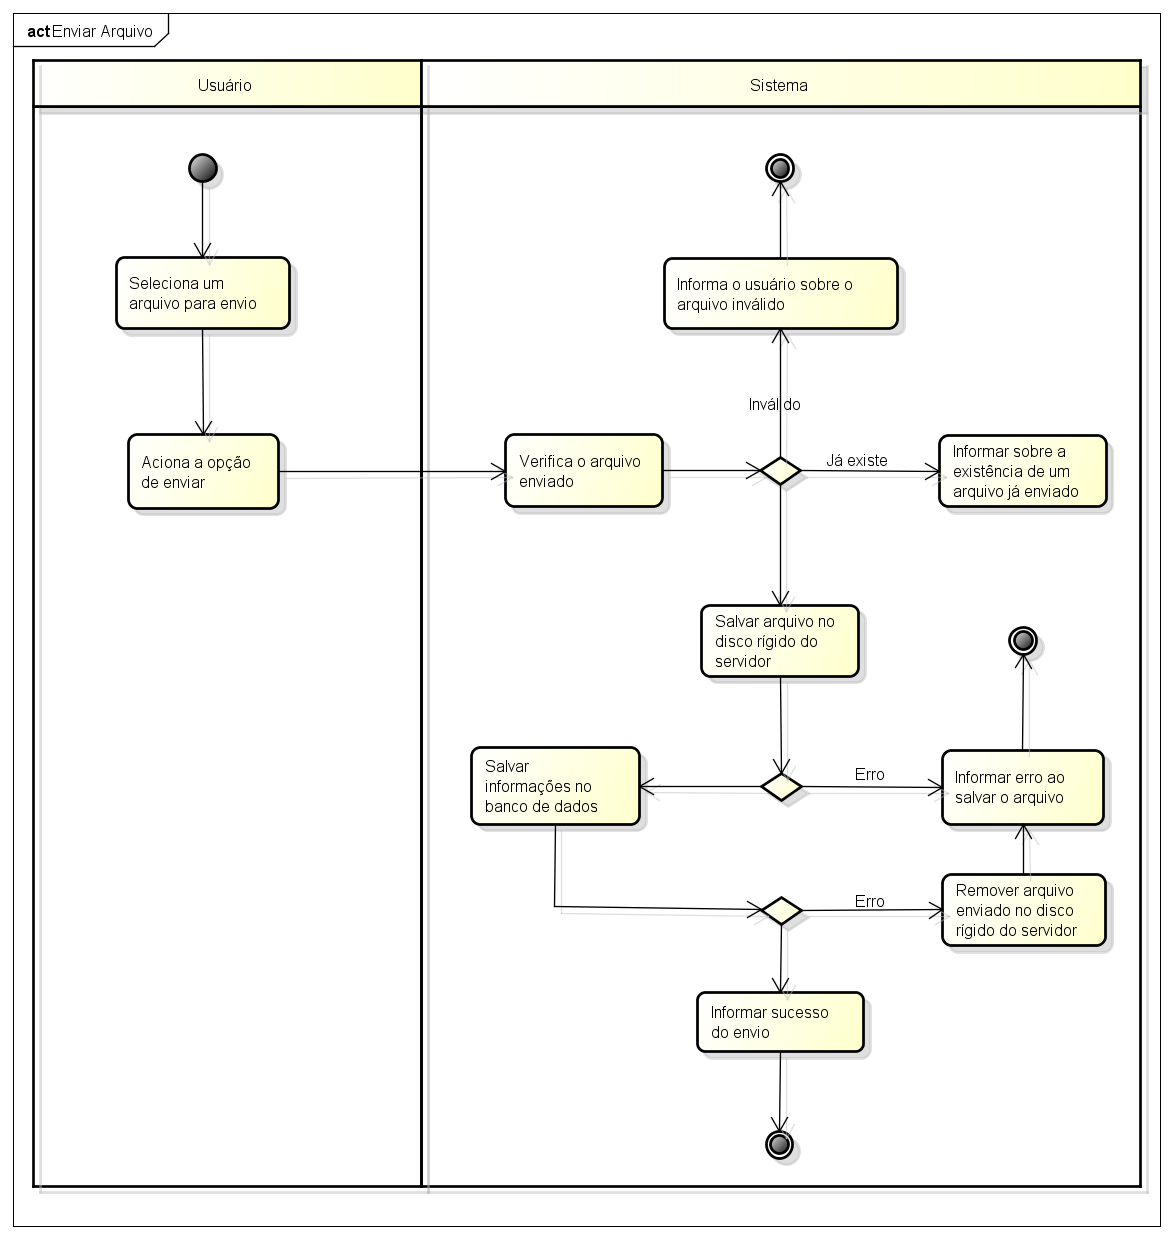 act Enviar Arquivo
Usuário
Sistema
Seleciona um
arquivo para envio
Informa o usuário sobre o
arquivo inválido
Inválido
Aciona a opção
de enviar
Verifica o arquivo
enviado
Já existe
Informar sobre a
existência de um
arquivo já enviado
Salvar arquivo no
disco rígido do
servidor
Salvar
informações no
banco de dados
Erro
Informar erro ao
salvar o arquivo
Erro
Remover arquivo
enviado no disco
rígido do servidor
Informar sucesso
do envio